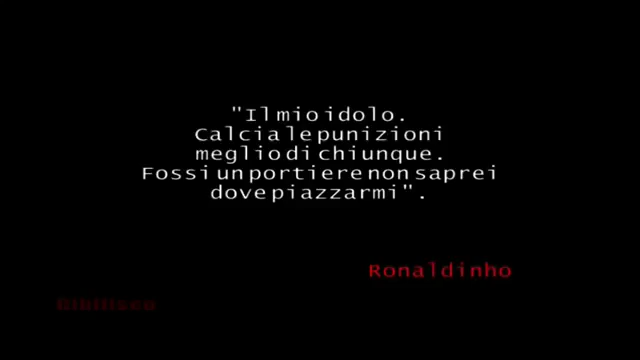 "Il mio idolo.
Calcia le punizioni
meglio di chiunque.
Fossi un portiere non saprei
dove piazzarmi".
Ronaldinho